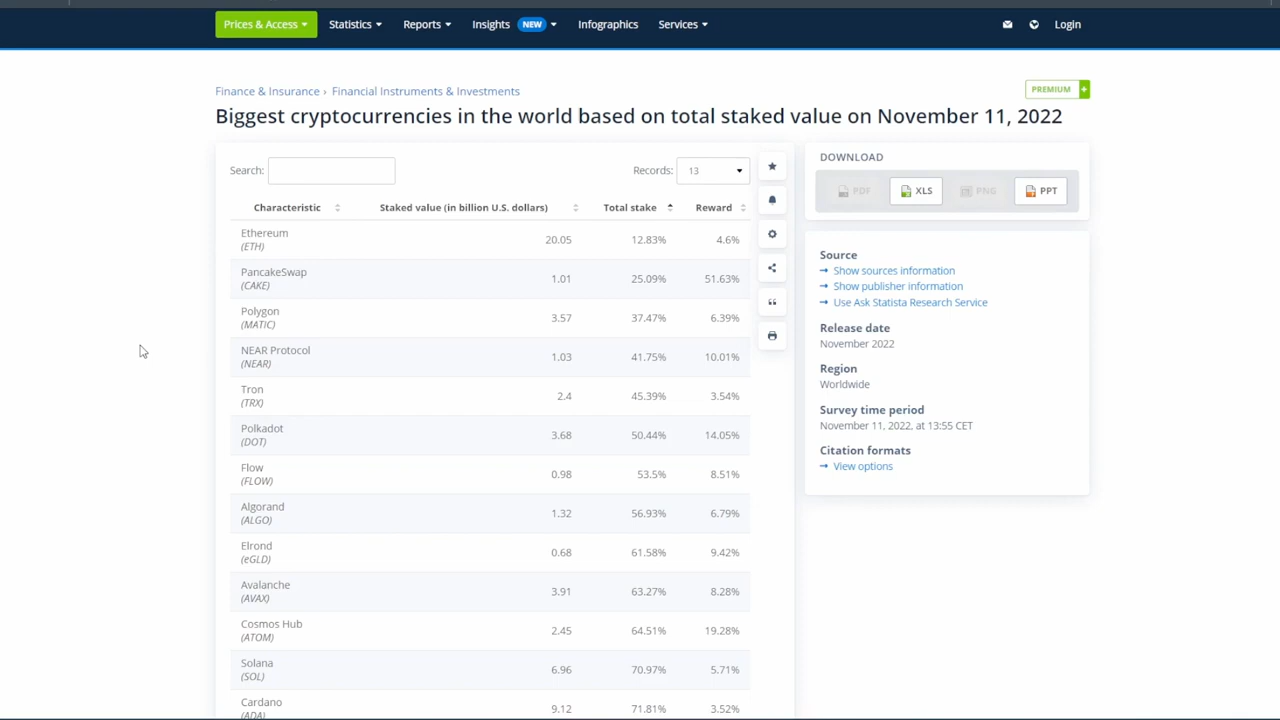 Prices & Access Statistics Reports Insights NEW Infographics Services Login
Finance & Insurance › Financial Instruments & Investments
PREMIUM +
Biggest cryptocurrencies in the world based on total staked value on November 11, 2022
Search: Records: 13
Characteristic Staked value (in billion U.S. dollars) Total stake Reward
Ethereum
(ETH) 20.05 12.83% 4.6%
PancakeSwap
(CAKE) 1.01 25.09% 51.63%
Polygon
(MATIC) 3.57 37.47% 6.39%
NEAR Protocol
(NEAR) 1.03 41.75% 10.01%
Tron
(TRX) 2.4 45.39% 3.54%
Polkadot
(DOT) 3.68 50.44% 14.05%
Flow
(FLOW) 0.98 53.5% 8.51%
Algorand
(ALGO) 1.32 56.93% 6.79%
Elrond
(eGLD) 0.68 61.58% 9.42%
Avalanche
(AVAX) 3.91 63.27% 8.28%
Cosmos Hub
(ATOM) 2.45 64.51% 19.28%
Solana
(SOL) 6.96 70.97% 5.71%
Cardano
(ADA) 9.12 71.81% 3.52%
DOWNLOAD
PDF XLS PNG PPT
Source
→ Show sources information
→ Show publisher information
→ Use Ask Statista Research Service
Release date
November 2022
Region
Worldwide
Survey time period
November 11, 2022, at 13:55 CET
Citation formats
→ View options